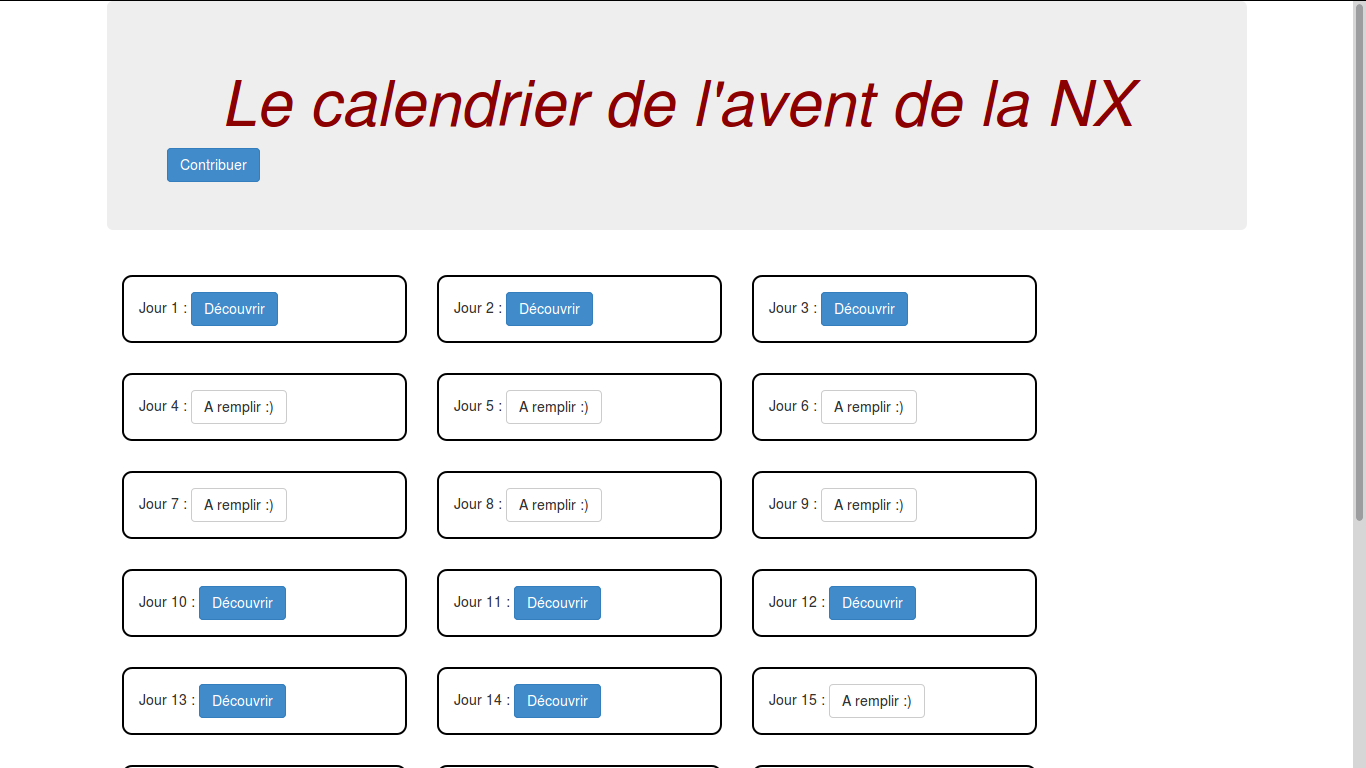 Le calendrier de l'avent de la NX
Contribuer
Jour 1 : Découvrir
Jour 2 : Découvrir
Jour 3 : Découvrir
Jour 4 : A remplir :)
Jour 5 : A remplir :)
Jour 6 : A remplir :)
Jour 7 : A remplir :)
Jour 8 : A remplir :)
Jour 9 : A remplir :)
Jour 10 : Découvrir
Jour 11 : Découvrir
Jour 12 : Découvrir
Jour 13 : Découvrir
Jour 14 : Découvrir
Jour 15 : A remplir :)